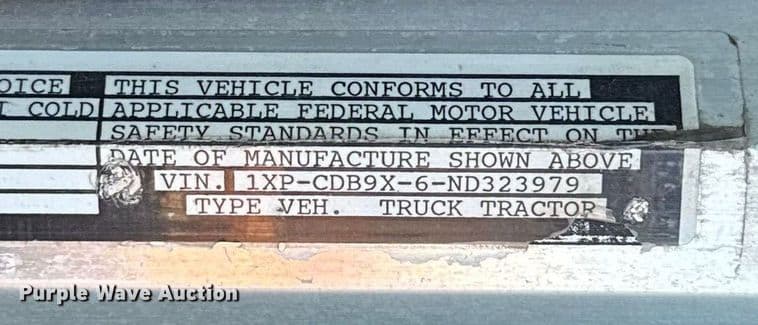 OICE
COLD
THIS VEHICLE CONFORMS TO ALL
APPLICABLE FEDERAL MOTOR VEHICLE
SAFETY STANDARDS IN EFFECT ON THE
DATE OF MANUFACTURE SHOWN ABOVE
VIN. 1XP-CDB9X-6-ND323979
TYPE VEH. TRUCK TRACTOR
Purple Wave Auction